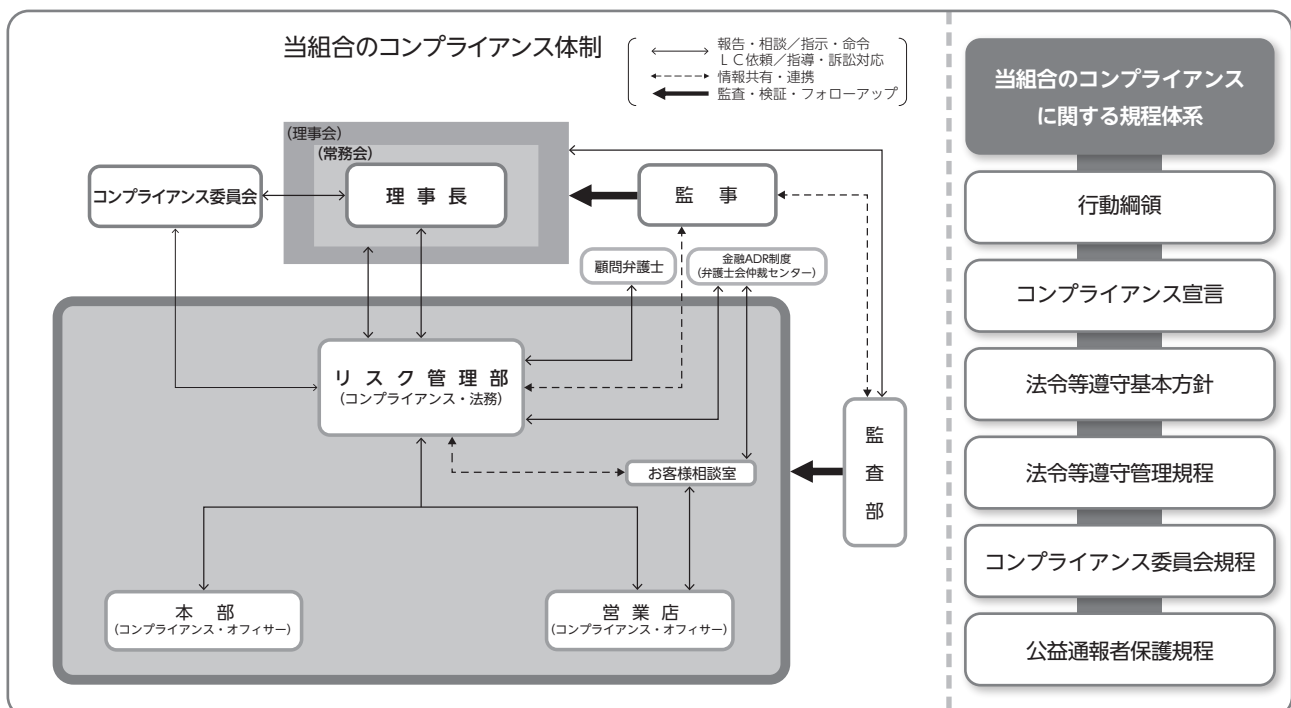 当組合のコンプライアンス体制
報告・相談／指示・命令
ＬＣ依頼／指導・訴訟対応
情報共有・連携
監査・検証・フォローアップ
(理事会)
(常務会)
コンプライアンス委員会
理事長
監事
顧問弁護士
金融ADR制度
(弁護士会仲裁センター)
リスク管理部
(コンプライアンス・法務)
監査部
お客様相談室
本部
(コンプライアンス・オフィサー)
営業店
(コンプライアンス・オフィサー)
当組合のコンプライアンス
に関する規程体系
行動綱領
コンプライアンス宣言
法令等遵守基本方針
法令等遵守管理規程
コンプライアンス委員会規程
公益通報者保護規程